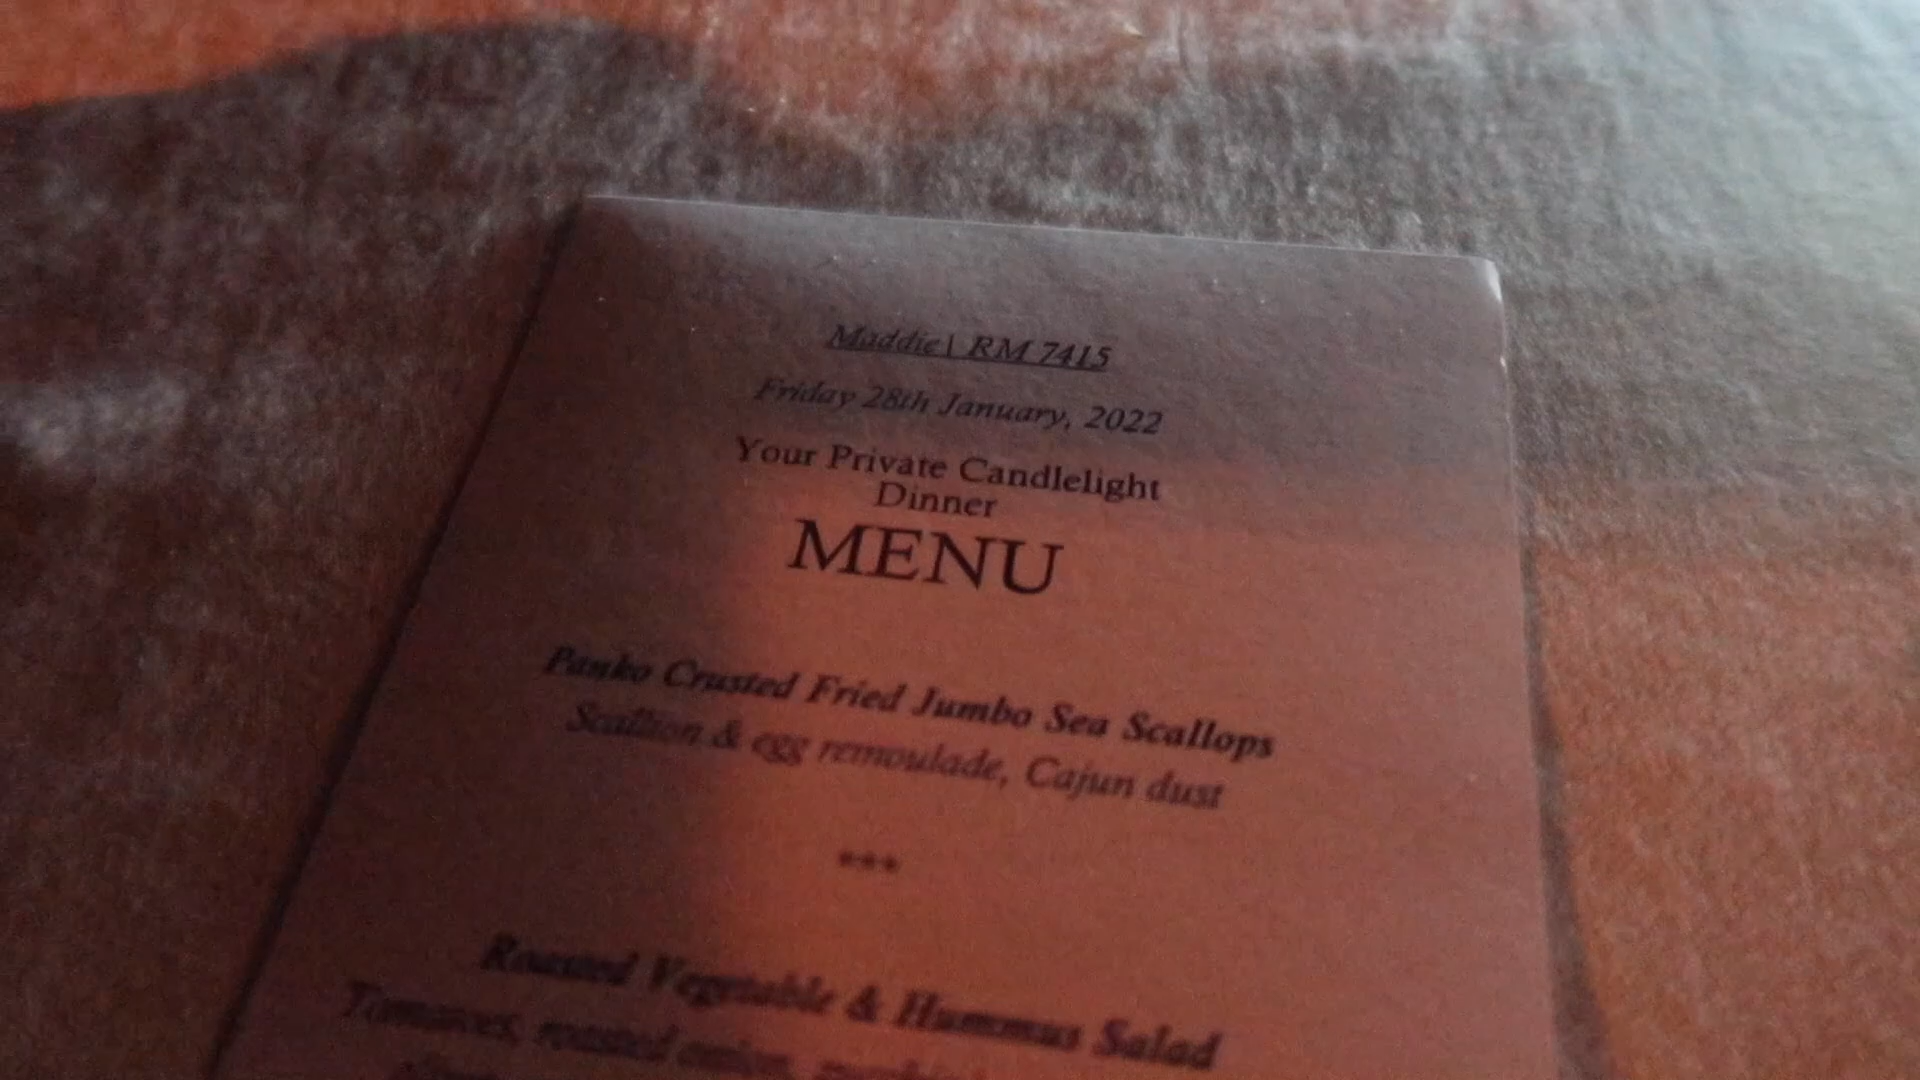 Maddie| RM 7415
Friday 28th January, 2022
Your Private Candlelight
Dinner
MENU
Panko Crusted Fried Jumbo Sea Scallops
Scallion & egg remoulade, Cajun dust
***
Roasted Vegetable & Hummus Salad
Tomatoes, roasted onion,